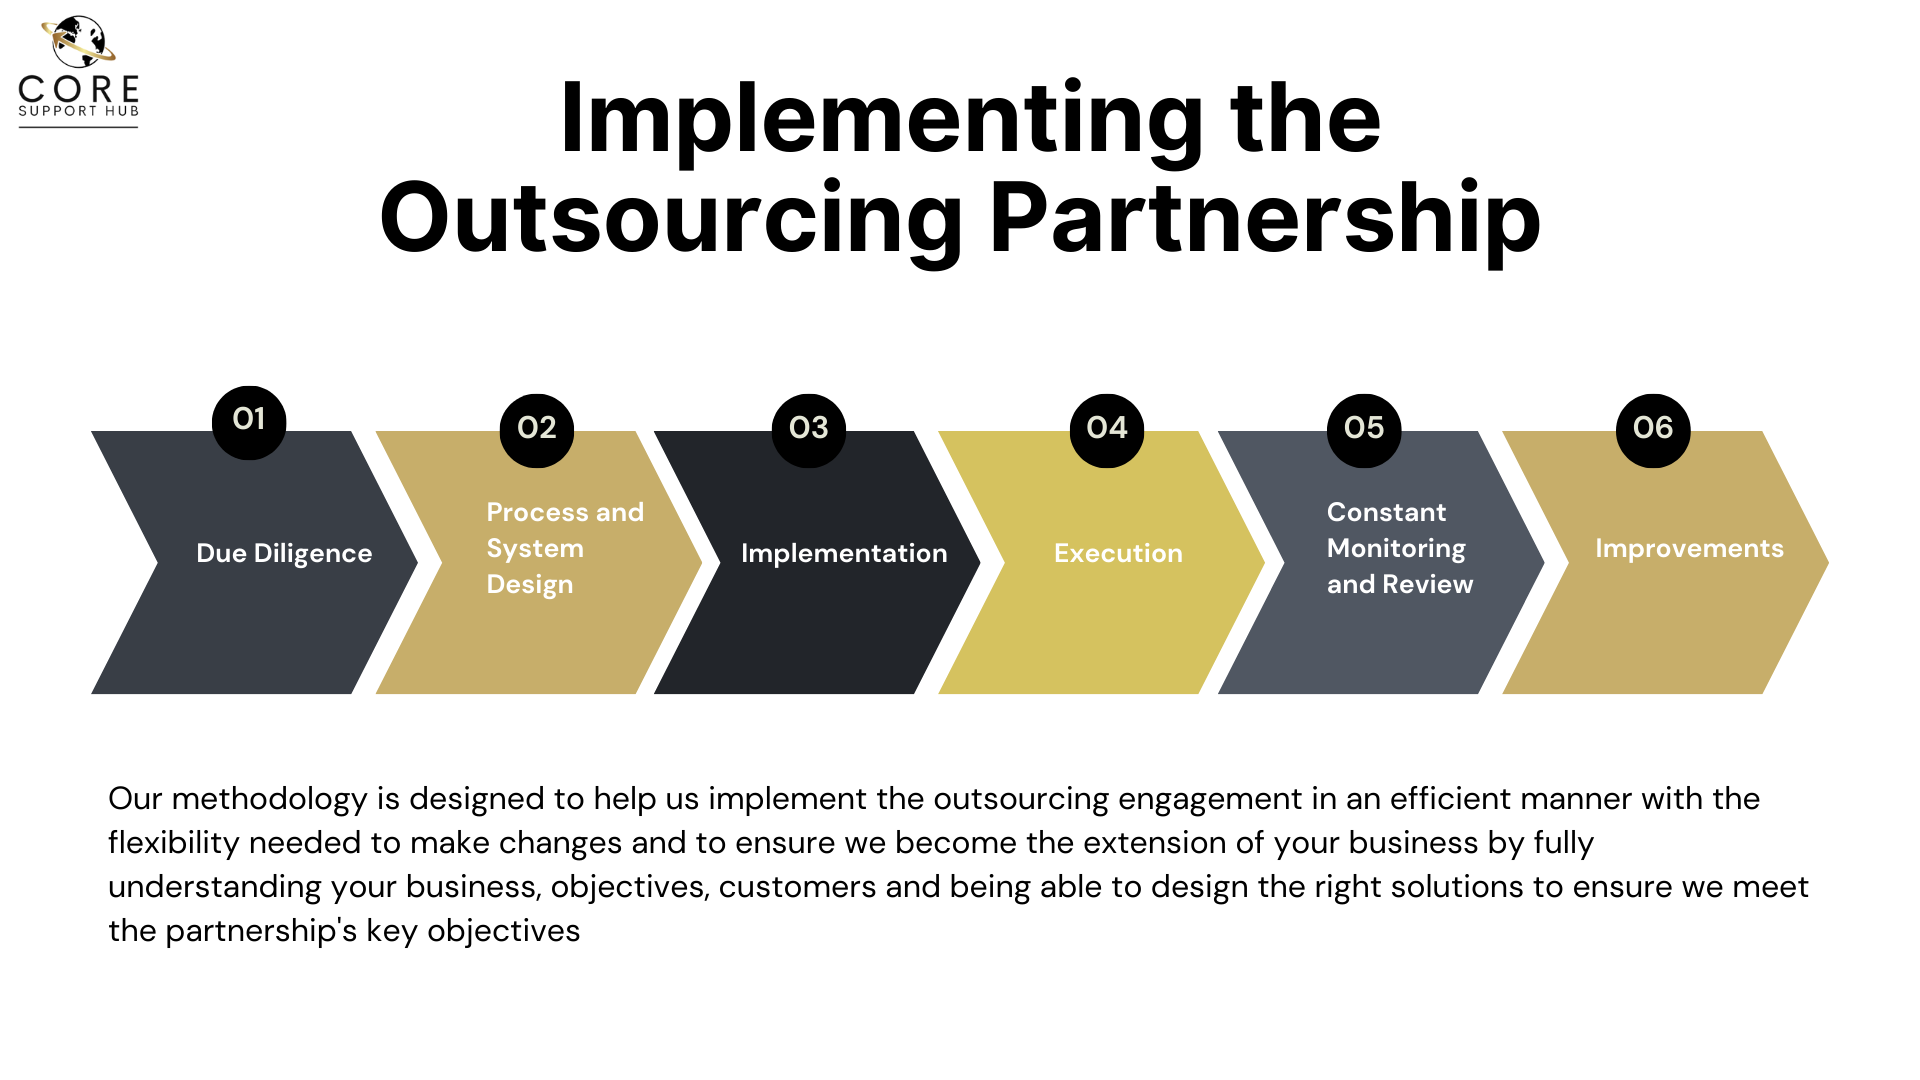 CORE
SUPPORT HUB
Implementing the
Outsourcing Partnership
01
Due Diligence
02
Process and
System
Design
03
Implementation
04
Execution
05
Constant
Monitoring
and Review
06
Improvements
Our methodology is designed to help us implement the outsourcing engagement in an efficient manner with the
flexibility needed to make changes and to ensure we become the extension of your business by fully
understanding your business, objectives, customers and being able to design the right solutions to ensure we meet
the partnership's key objectives